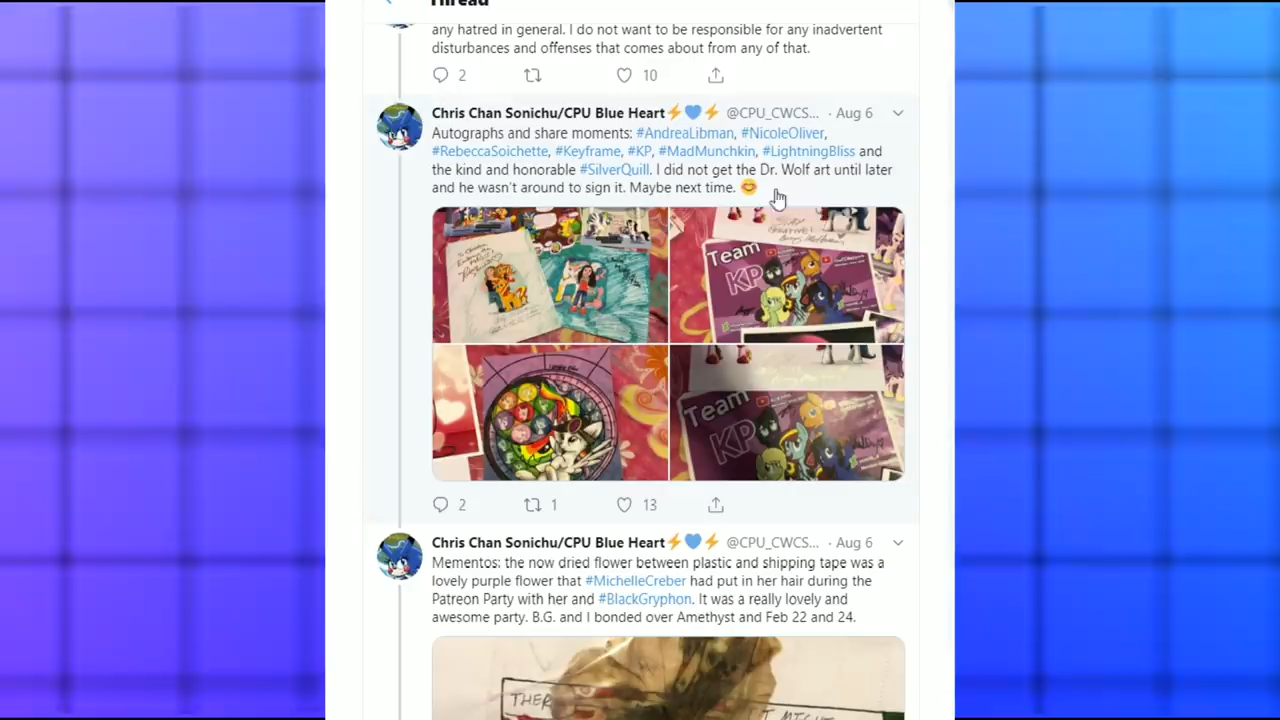 Thread
any hatred in general. I do not want to be responsible for any inadvertent
disturbances and offenses that comes about from any of that.
2 10
Chris Chan Sonichu/CPU Blue Heart⚡💙⚡ @CPU_CWCS... · Aug 6
Autographs and share moments: #AndreaLibman, #NicoleOliver,
#RebeccaSoichette, #Keyframe, #KP, #MadMunchkin, #LightningBliss and
the kind and honorable #SilverQuill. I did not get the Dr. Wolf art until later
and he wasn't around to sign it. Maybe next time. 😊
Team
KP
Team
KP
2 1 13
Chris Chan Sonichu/CPU Blue Heart⚡💙⚡ @CPU_CWCS... · Aug 6
Mementos: the now dried flower between plastic and shipping tape was a
lovely purple flower that #MichelleCreber had put in her hair during the
Patreon Party with her and #BlackGryphon. It was a really lovely and
awesome party. B.G. and I bonded over Amethyst and Feb 22 and 24.
THER
I MIGHT